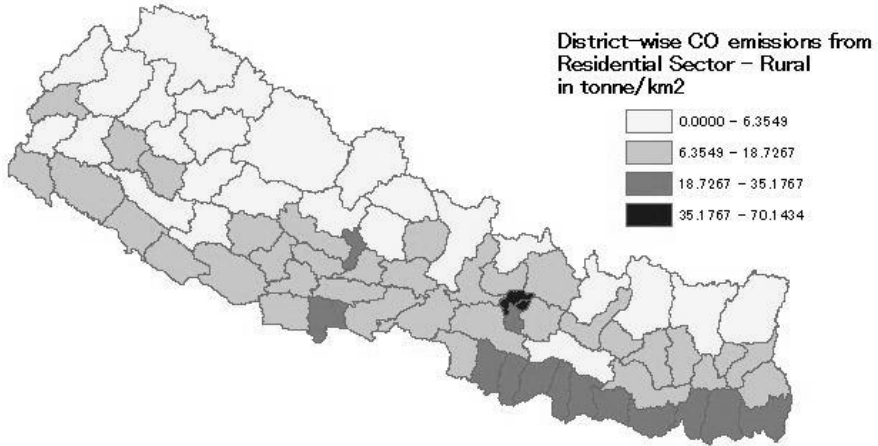 District-wise CO emissions from
Residential Sector - Rural
in tonne/km2
0.0000 - 6.3549
6.3549 - 18.7267
18.7267 - 35.1767
35.1767 - 70.1434